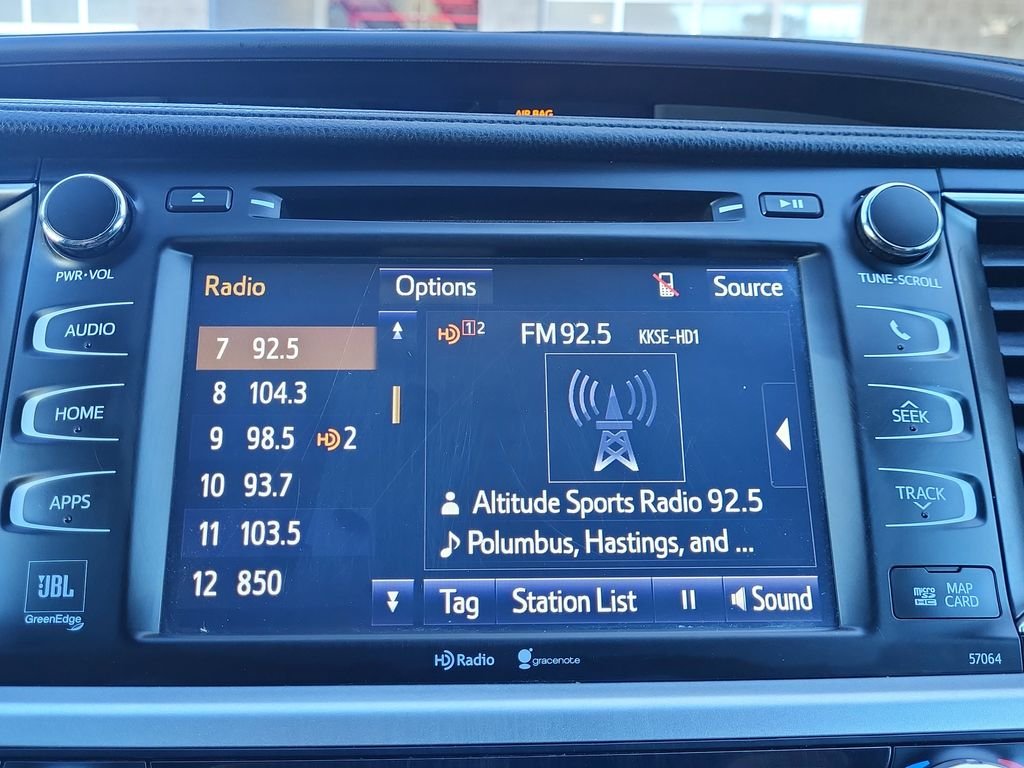 AIR BAG
PWR•VOL
TUNE•SCROLL
AUDIO
HOME
APPS
JBL
GreenEdge
Radio
Options
Source
7 92.5
8 104.3
9 98.5 HD 2
10 93.7
11 103.5
12 850
HD 1 2 FM 92.5 KKSE-HD1
Altitude Sports Radio 92.5
Polumbus, Hastings, and ...
Tag
Station List
Sound
SEEK
TRACK
micro SD HC
MAP
CARD
HD Radio
gracenote
57064